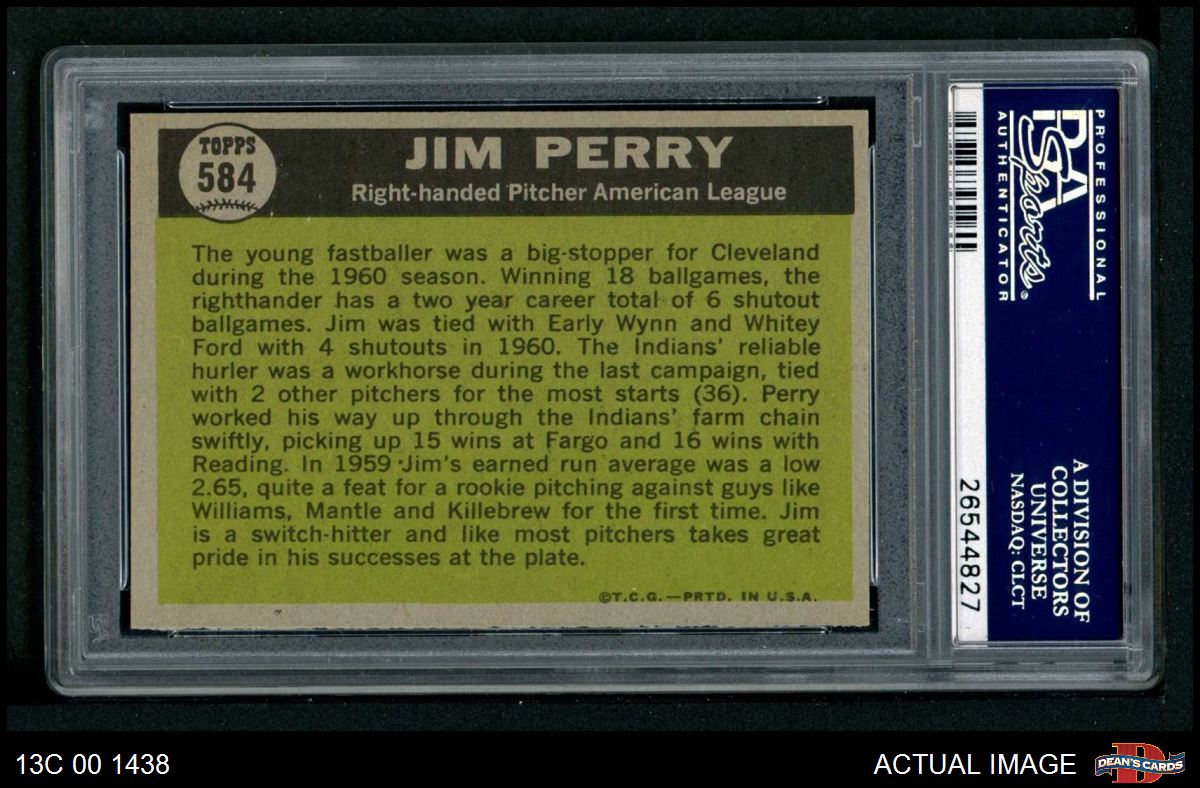 TOPPS
584
JIM PERRY
Right-handed Pitcher American League
The young fastballer was a big-stopper for Cleveland
during the 1960 season. Winning 18 ballgames, the
righthander has a two year career total of 6 shutout
ballgames. Jim was tied with Early Wynn and Whitey
Ford with 4 shutouts in 1960. The Indians' reliable
hurler was a workhorse during the last campaign, tied
with 2 other pitchers for the most starts (36). Perry
worked his way up through the Indians' farm chain
swiftly, picking up 15 wins at Fargo and 16 wins with
Reading. In 1959 Jim's earned run average was a low
2.65, quite a feat for a rookie pitching against guys like
Williams, Mantle and Killebrew for the first time. Jim
is a switch-hitter and like most pitchers takes great
pride in his successes at the plate.
©T.C.G.—PRTD. IN U.S.A.
PROFESSIONAL
PSA
Sports®
AUTHENTICATOR
A DIVISION OF
COLLECTORS
UNIVERSE
NASDAQ: CLCT
26544827
13C 00 1438
ACTUAL IMAGE
D
DEAN'S CARDS